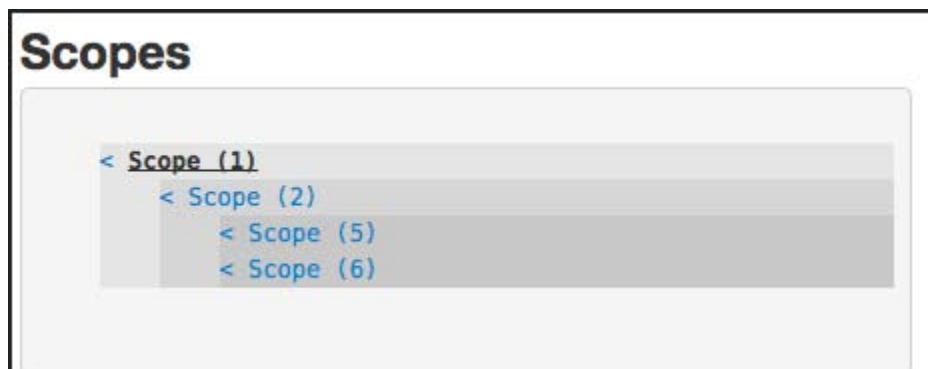 Scopes
< Scope (1)
< Scope (2)
< Scope (5)
< Scope (6)